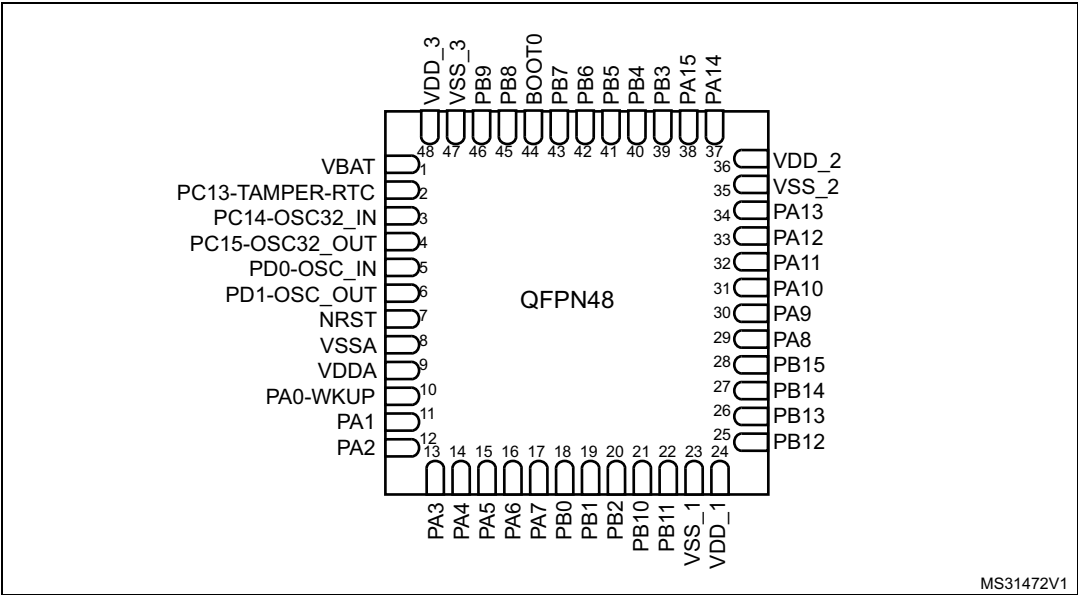 VDD_3
VSS_3
PB9
PB8
BOOT0
PB7
PB6
PB5
PB4
PB3
PA15
PA14
48 47 46 45 44 43 42 41 40 39 38 37
VBAT 1
PC13-TAMPER-RTC 2
PC14-OSC32_IN 3
PC15-OSC32_OUT 4
PD0-OSC_IN 5
PD1-OSC_OUT 6
NRST 7
VSSA 8
VDDA 9
PA0-WKUP 10
PA1 11
PA2 12
QFPN48
36 VDD_2
35 VSS_2
34 PA13
33 PA12
32 PA11
31 PA10
30 PA9
29 PA8
28 PB15
27 PB14
26 PB13
25 PB12
13 14 15 16 17 18 19 20 21 22 23 24
PA3
PA4
PA5
PA6
PA7
PB0
PB1
PB2
PB10
PB11
VSS_1
VDD_1
MS31472V1